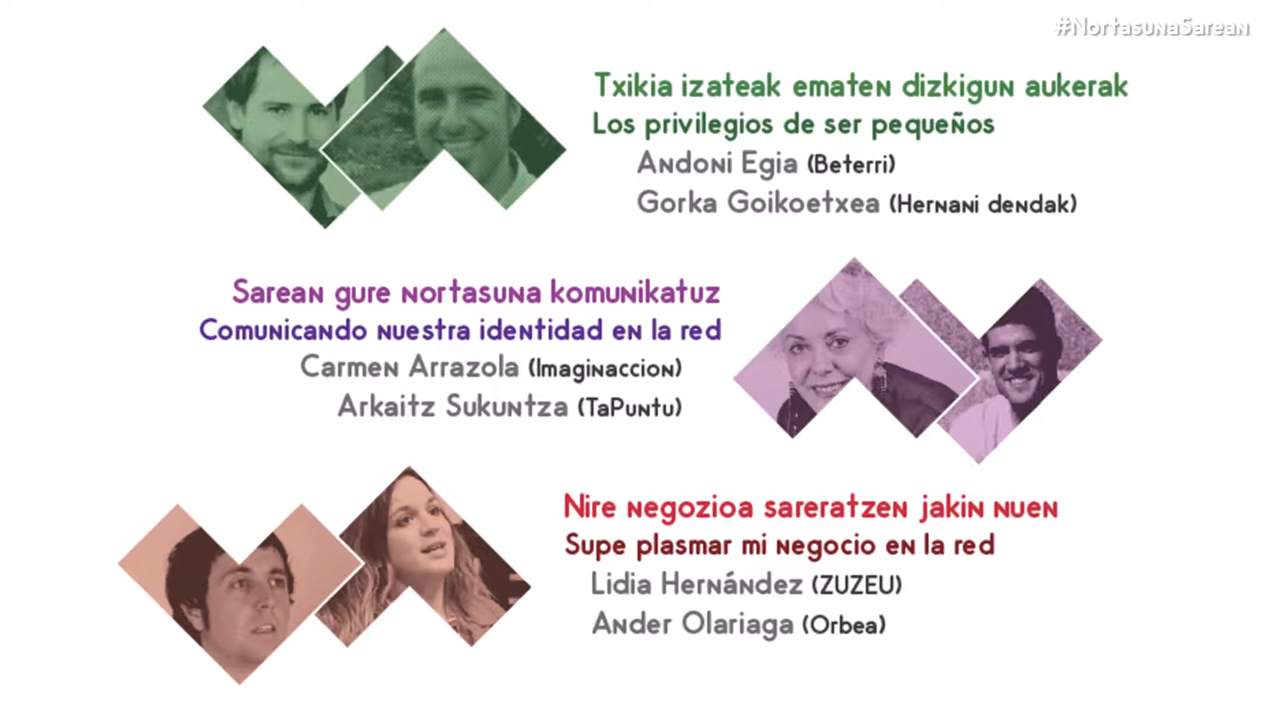 #NortasunaSarean
Txikia izateak ematen dizkigun aukerak
Los privilegios de ser pequeños
Andoni Egia (Beterri)
Gorka Goikoetxea (Hernani dendak)
Sarean gure nortasuna komunikatuz
Comunicando nuestra identidad en la red
Carmen Arrazola (Imaginaccion)
Arkaitz Sukuntza (TaPuntu)
Nire negozioa sareratzen jakin nuen
Supe plasmar mi negocio en la red
Lidia Hernández (ZUZEU)
Ander Olariaga (Orbea)